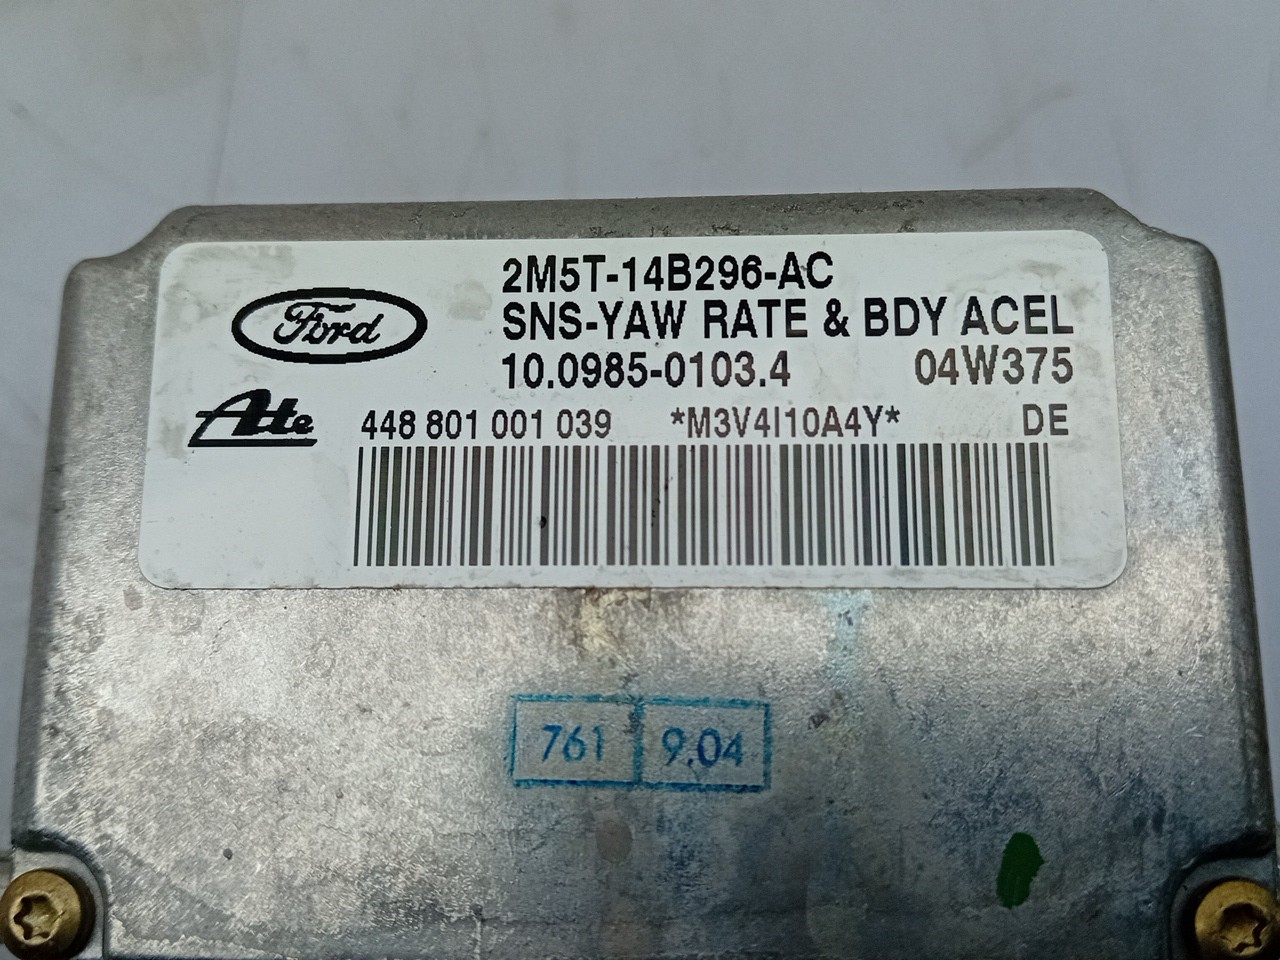 2M5T-14B296-AC
Ford
SNS-YAW RATE & BDY ACEL
10.0985-0103.4 04W375
Ate
448 801 001 039 *M3V4I10A4Y* DE
761 9.04